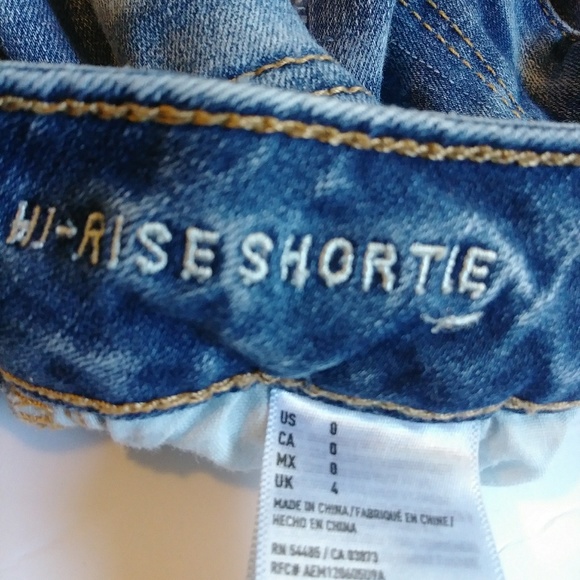 HI-RISE SHORTIE
US 0
CA 0
MX 0
UK 4
MADE IN CHINA/FABRIQUÉ EN CHINE/
HECHO EN CHINA
RN 54485 / CA 03873